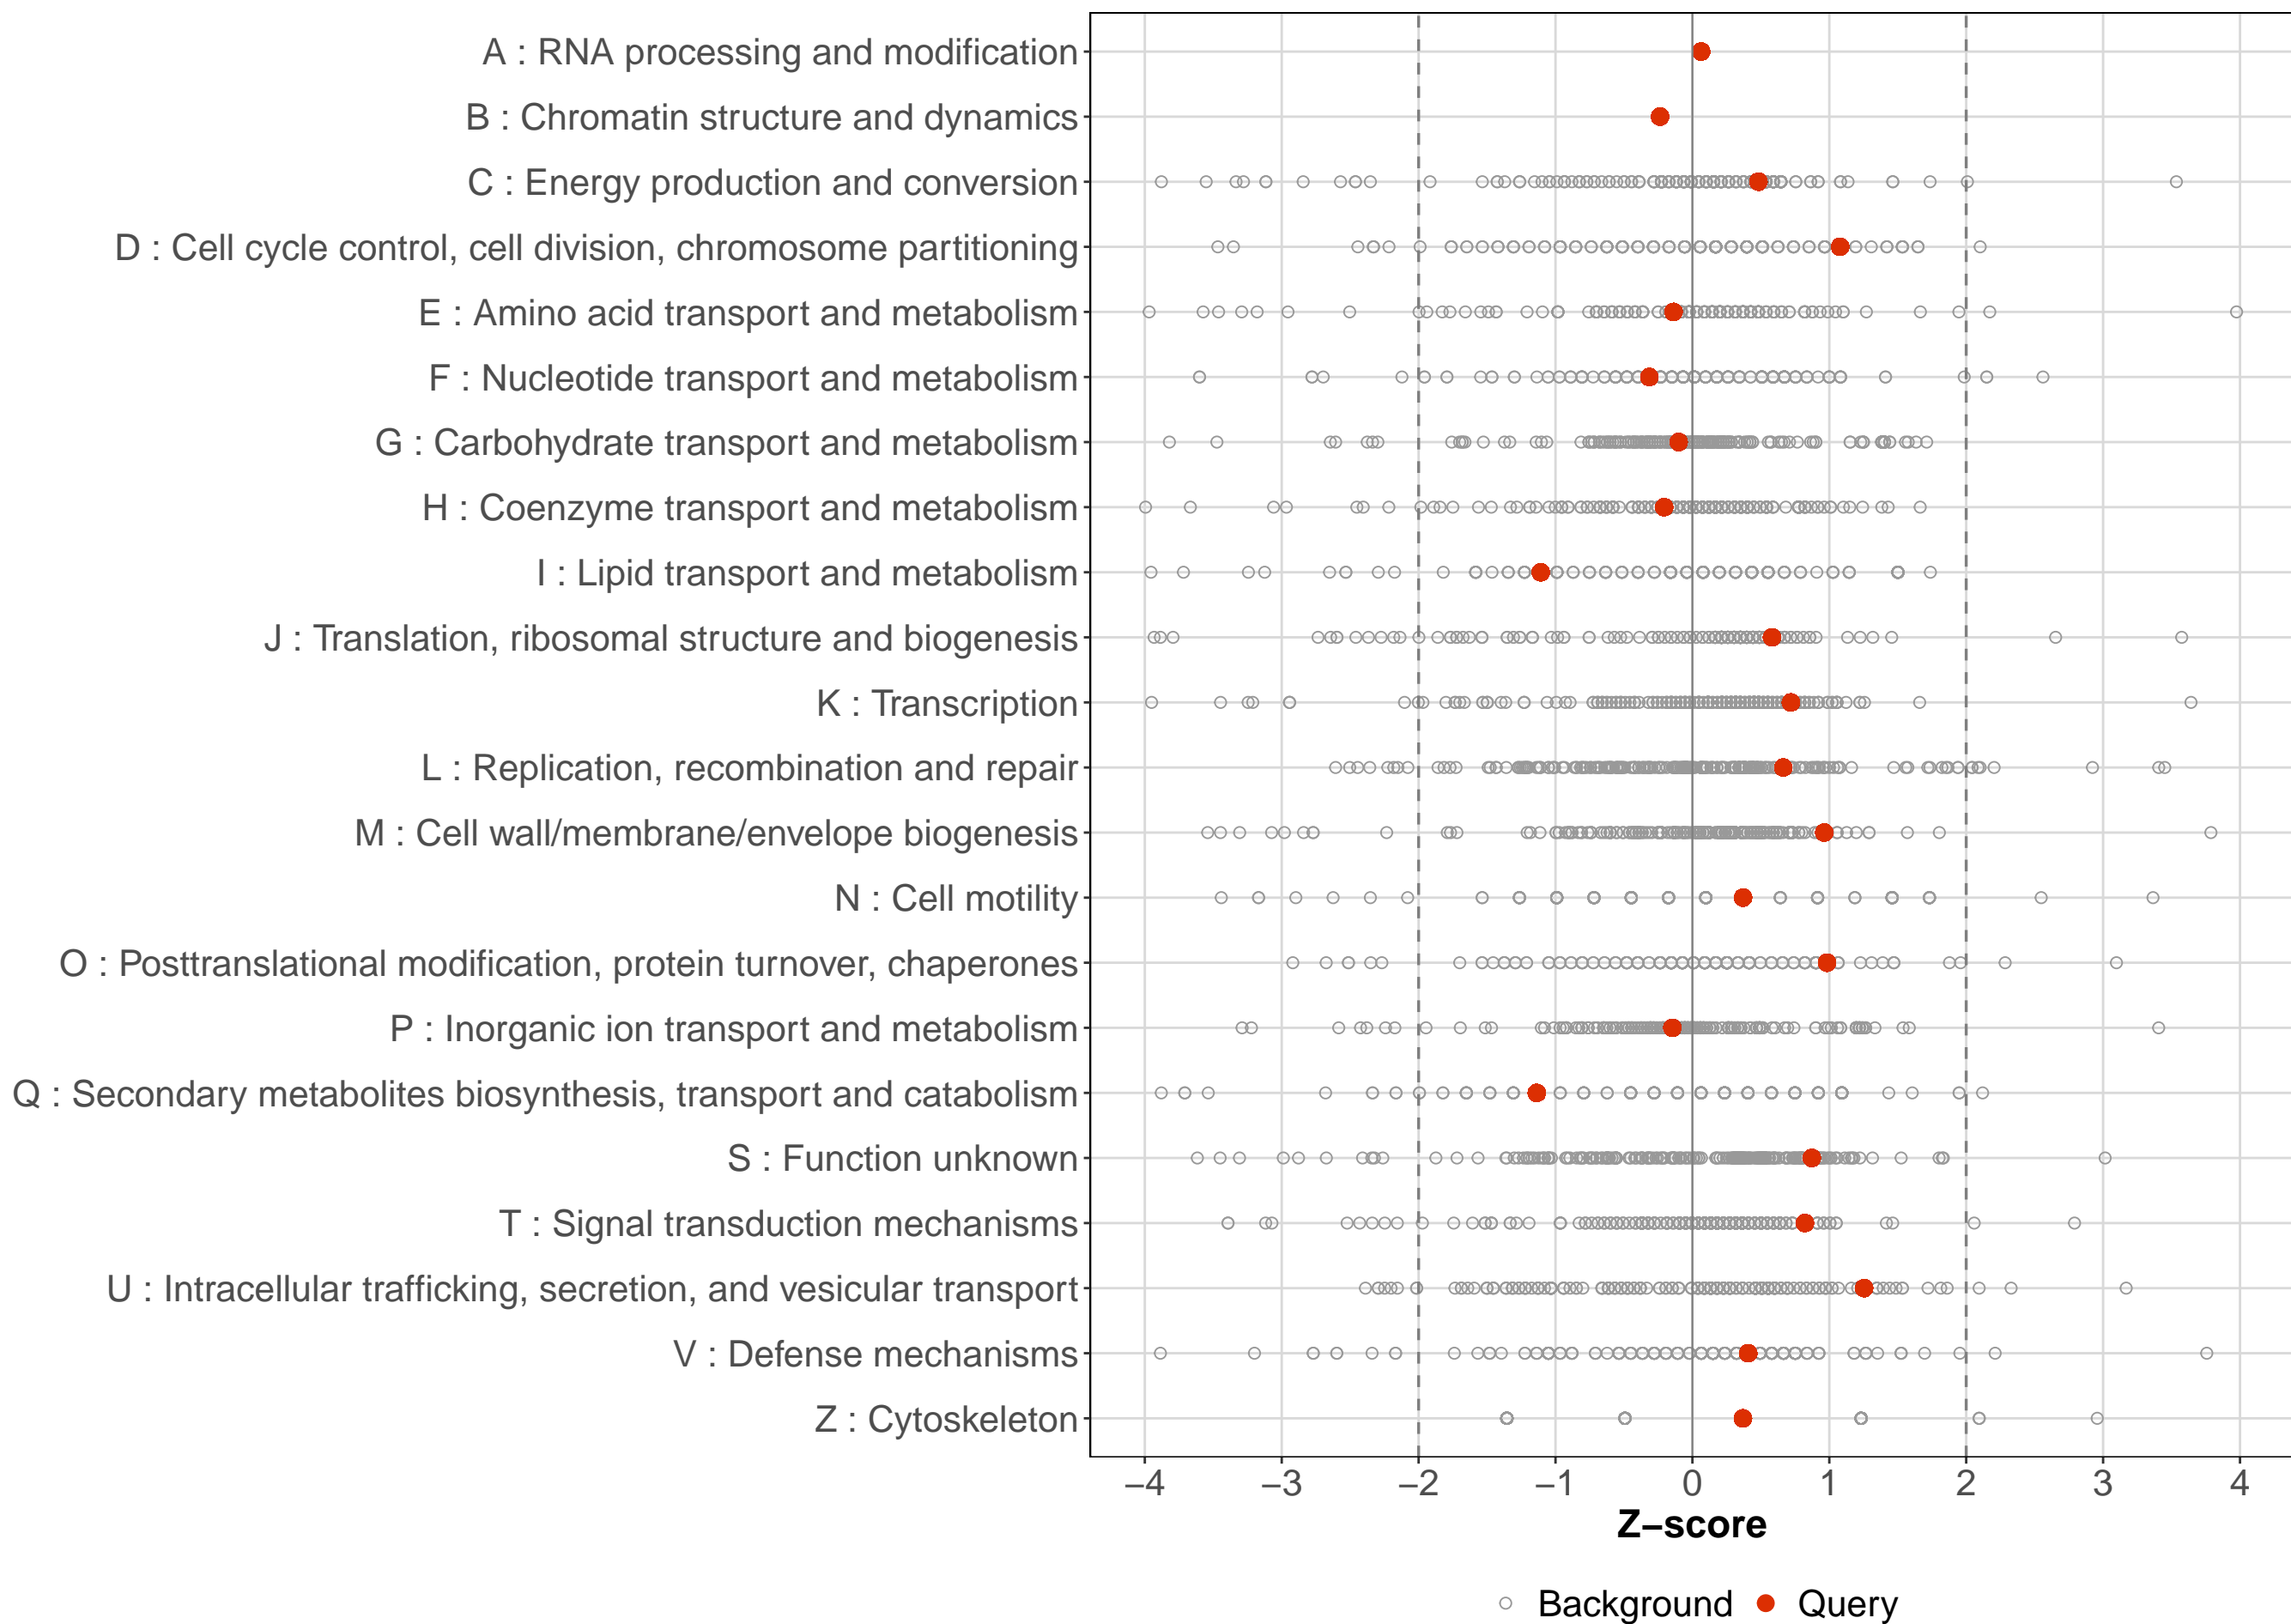 A : RNA processing and modification
B : Chromatin structure and dynamics
C : Energy production and conversion
D : Cell cycle control, cell division, chromosome partitioning
E : Amino acid transport and metabolism
F : Nucleotide transport and metabolism
G : Carbohydrate transport and metabolism
H : Coenzyme transport and metabolism
I : Lipid transport and metabolism
J : Translation, ribosomal structure and biogenesis
K : Transcription
L : Replication, recombination and repair
M : Cell wall/membrane/envelope biogenesis
N : Cell motility
O : Posttranslational modification, protein turnover, chaperones
P : Inorganic ion transport and metabolism
Q : Secondary metabolites biosynthesis, transport and catabolism
S : Function unknown
T : Signal transduction mechanisms
U : Intracellular trafficking, secretion, and vesicular transport
V : Defense mechanisms
Z : Cytoskeleton
−4 −3 −2 −1 0 1 2 3 4
Z−score
Background Query